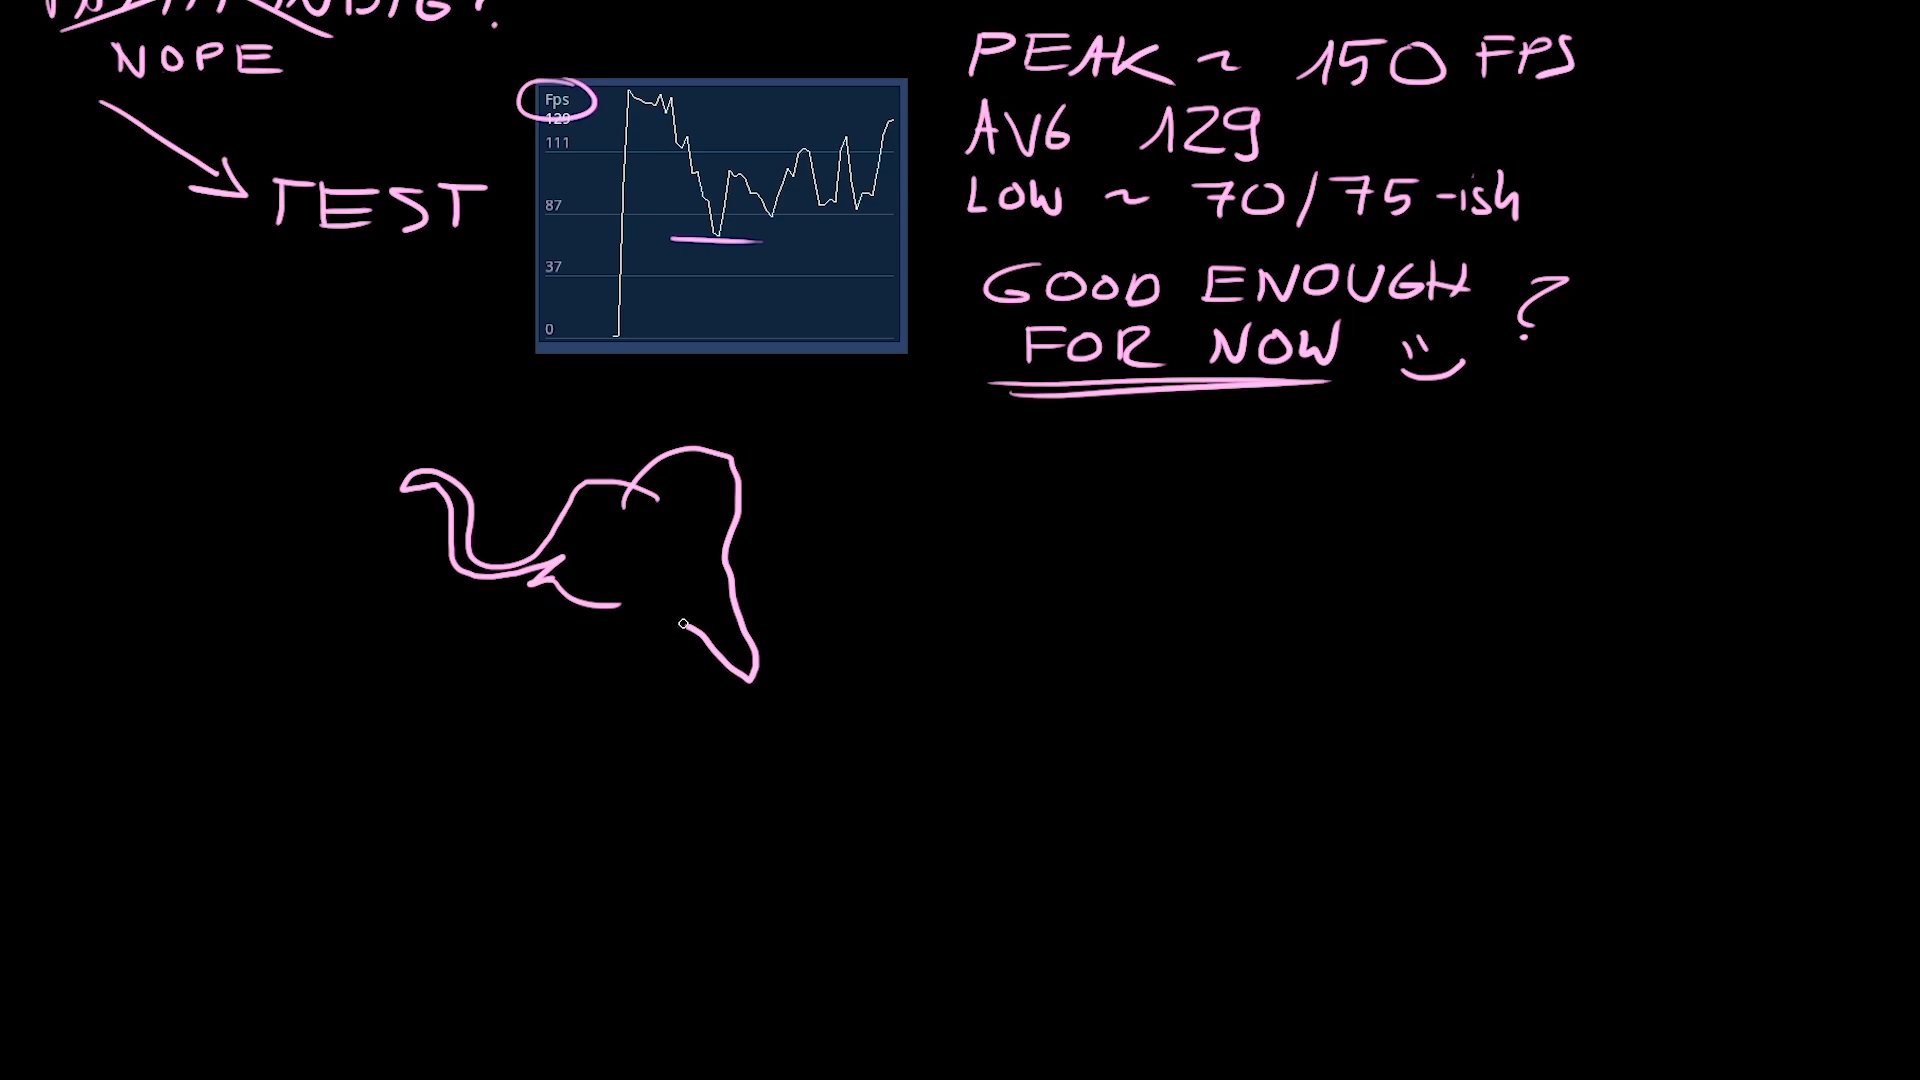 NOPE
TEST
Fps
129
111
87
37
0
PEAK ~ 150 FPS
AVG 129
LOW ~ 70/75-ish
GOOD ENOUGH
FOR NOW ?